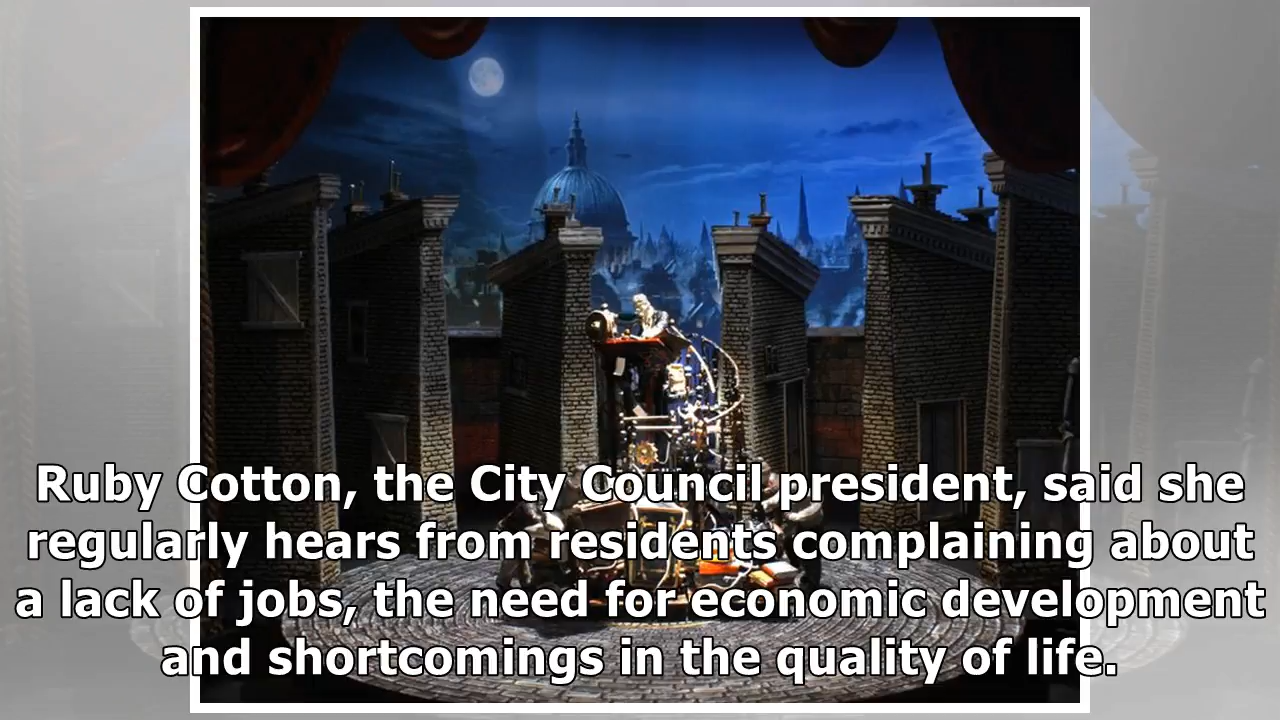 Ruby Cotton, the City Council president, said she
regularly hears from residents complaining about
a lack of jobs, the need for economic development
and shortcomings in the quality of life.